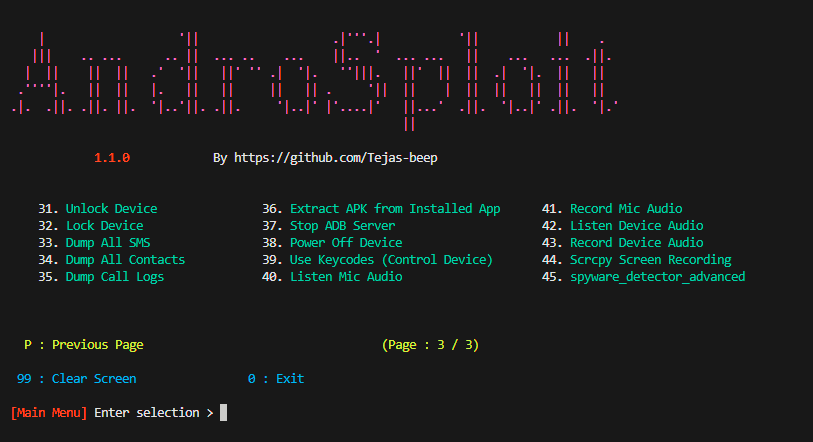 AndroSploit
1.1.0 By https://github.com/Tejas-beep
31. Unlock Device 36. Extract APK from Installed App 41. Record Mic Audio
32. Lock Device 37. Stop ADB Server 42. Listen Device Audio
33. Dump All SMS 38. Power Off Device 43. Record Device Audio
34. Dump All Contacts 39. Use Keycodes (Control Device) 44. Scrcpy Screen Recording
35. Dump Call Logs 40. Listen Mic Audio 45. spyware_detector_advanced
P : Previous Page (Page : 3 / 3)
99 : Clear Screen 0 : Exit
[Main Menu] Enter selection >